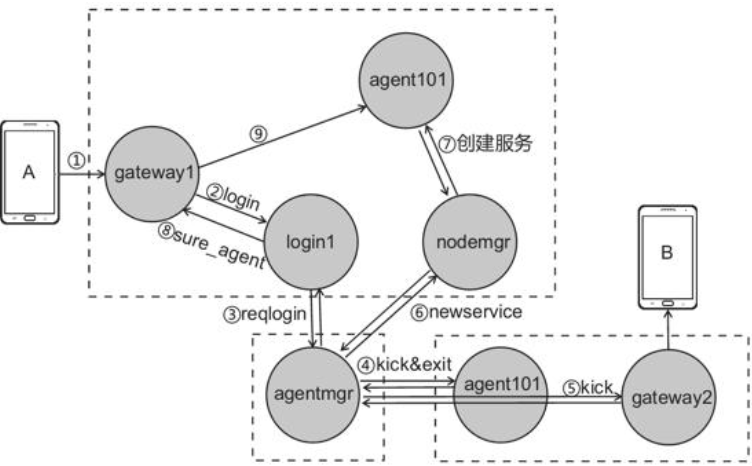 agent101
⑨
⑦创建服务
A
①
gateway1
②login
⑧sure_agent
login1
nodemgr
B
③reqlogin
⑥newservice
④kick&exit
agentmgr
agent101
⑤kick
gateway2